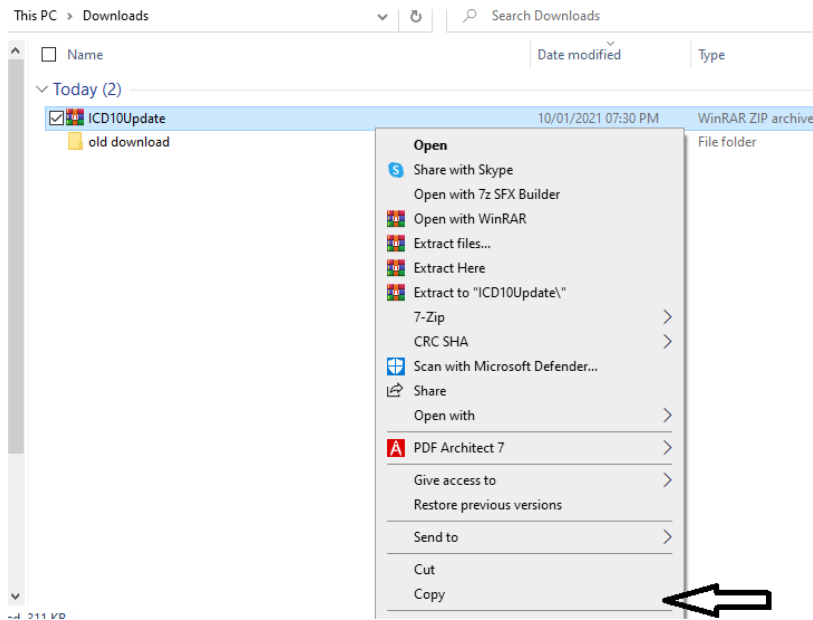 This PC > Downloads
Search Downloads
Name Date modified Type
Today (2)
ICD10Update 10/01/2021 07:30 PM WinRAR ZIP archive
old download File folder
Open
Share with Skype
Open with 7z SFX Builder
Open with WinRAR
Extract files...
Extract Here
Extract to "ICD10Update\"
7-Zip
CRC SHA
Scan with Microsoft Defender...
Share
Open with
PDF Architect 7
Give access to
Restore previous versions
Send to
Cut
Copy
311 KB